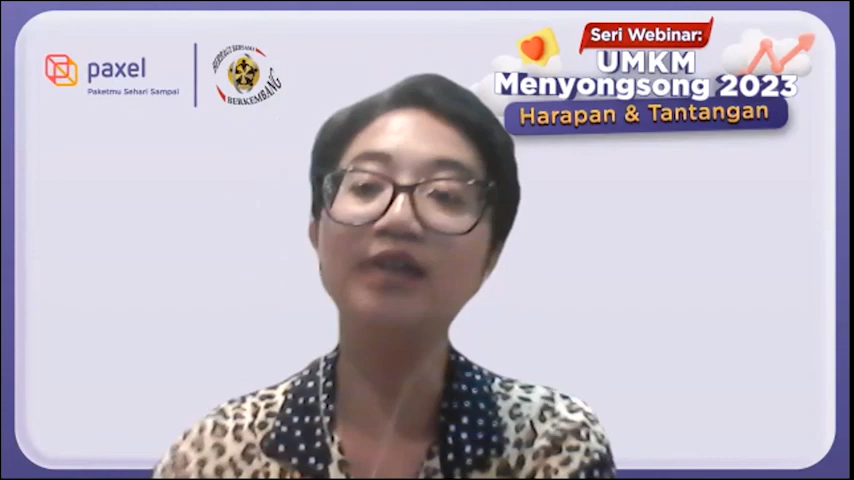 paxel
Paketmu Sehari Sampai
BERKEMBANG
Seri Webinar:
UMKM
Menyongsong 2023
Harapan & Tantangan